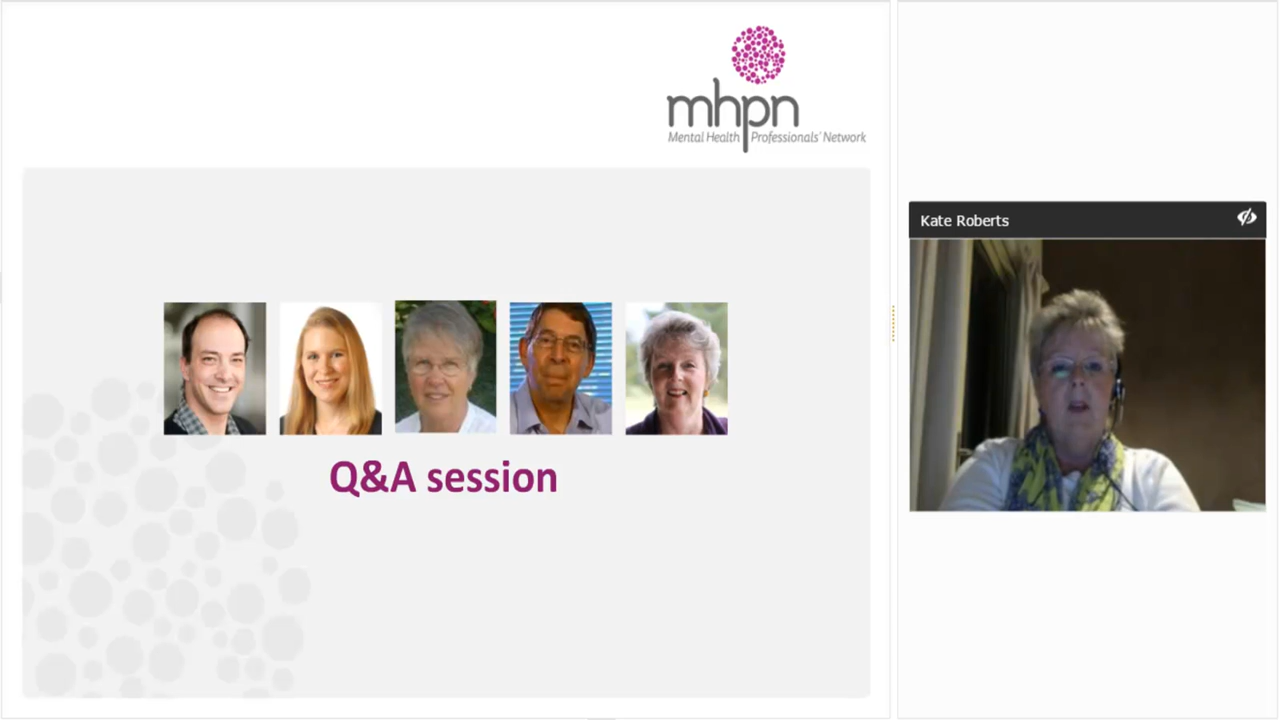 mhpn
Mental Health Professionals' Network
Kate Roberts
Q&A session